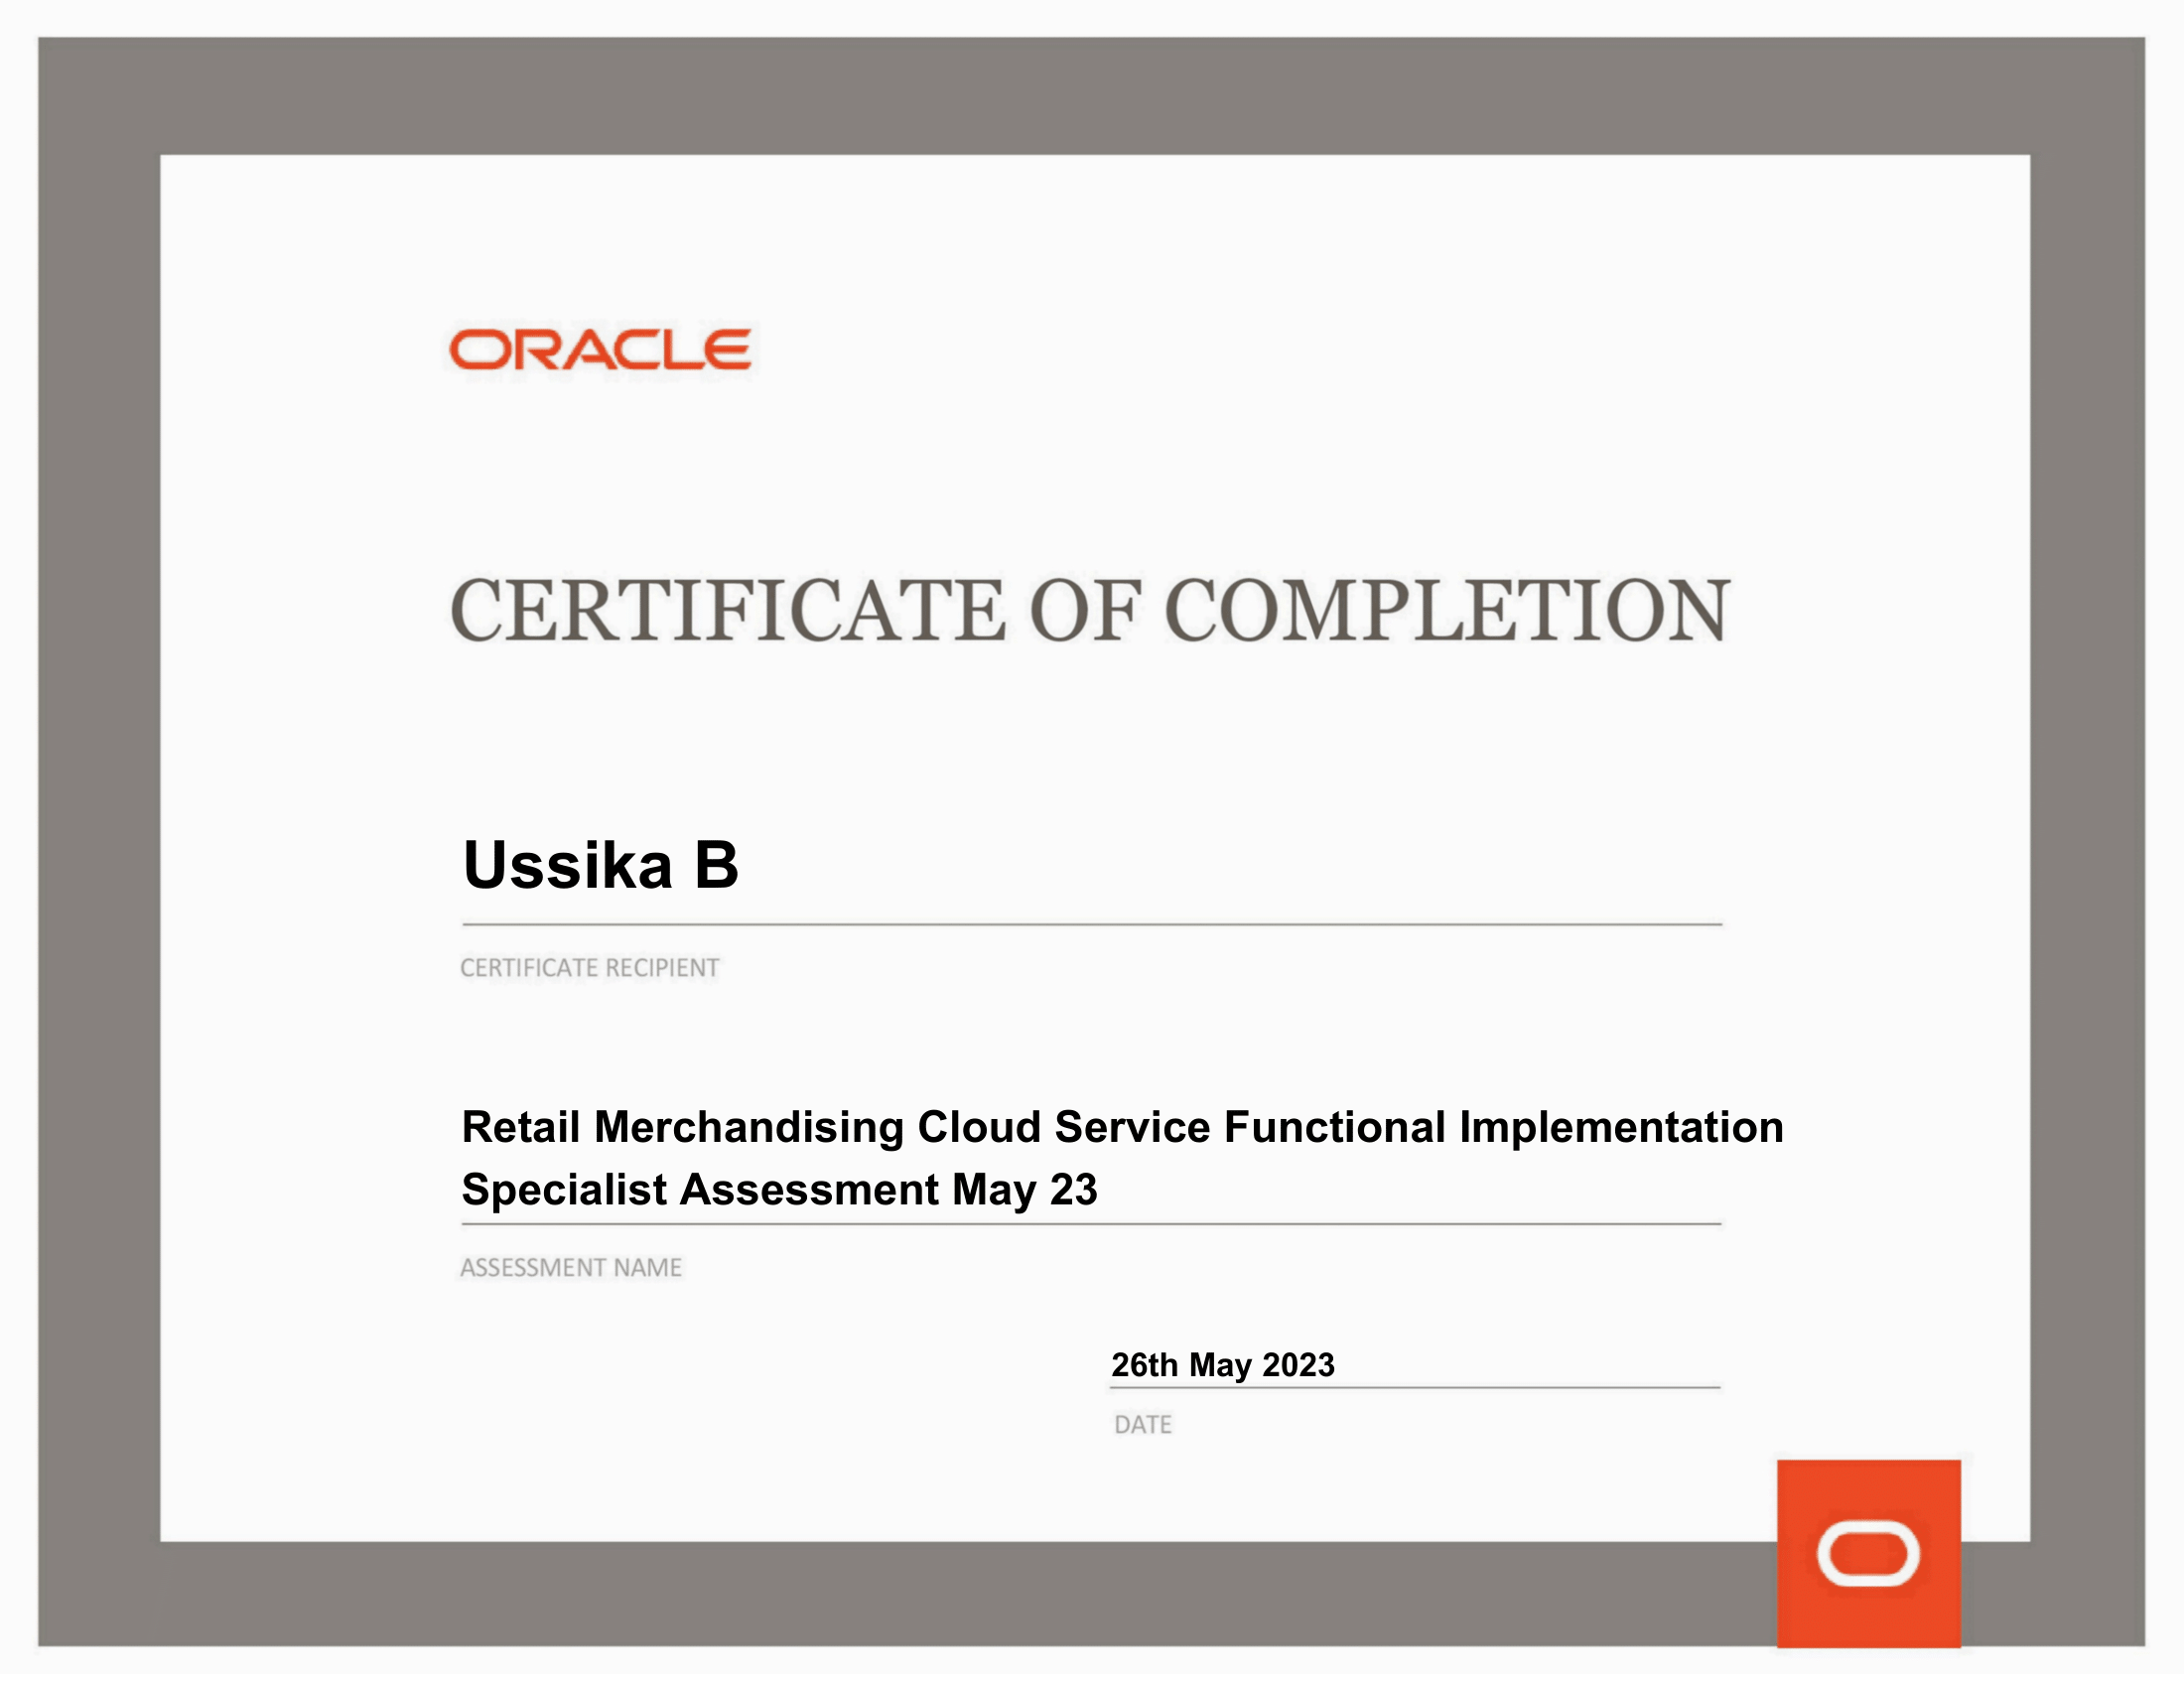 ORACLE
CERTIFICATE OF COMPLETION
Ussika B
CERTIFICATE RECIPIENT
Retail Merchandising Cloud Service Functional Implementation
Specialist Assessment May 23
ASSESSMENT NAME
26th May 2023
DATE